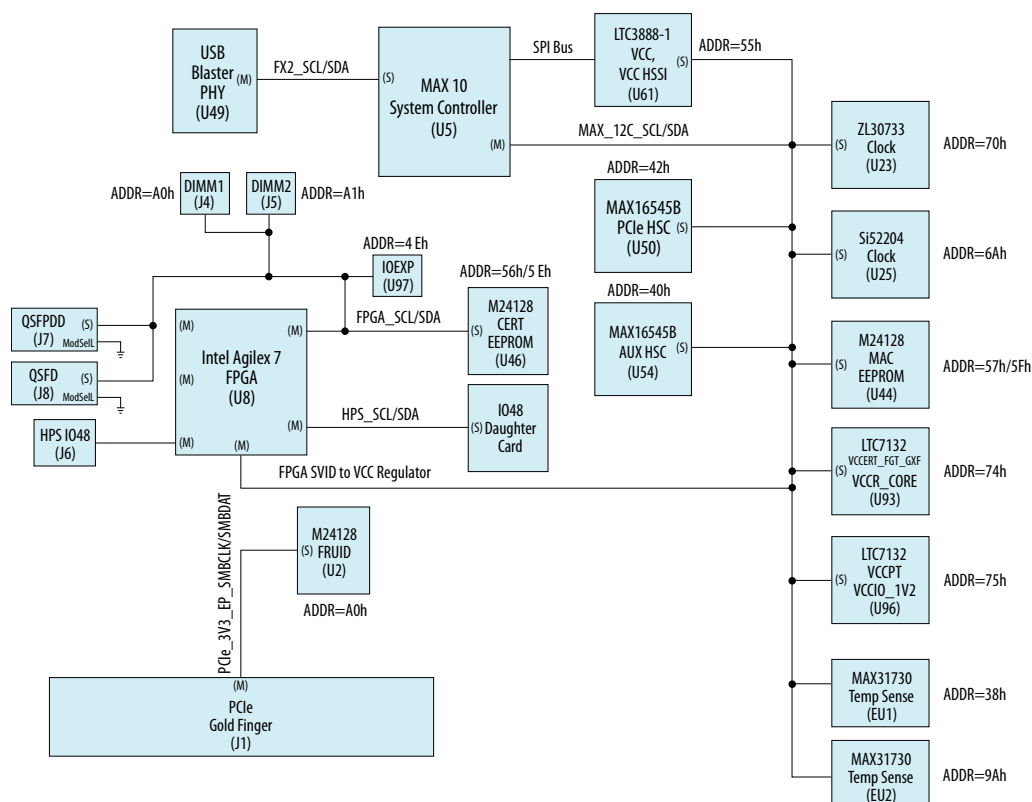 USB
Blaster
PHY
(U49)
(M)
FX2_SCL/SDA
(S)
MAX 10
System Controller
(U5)
(M)
SPI Bus
LTC3888-1
VCC,
VCC HSSI
(U61)
(S)
ADDR=55h
MAX_12C_SCL/SDA
(S)
ZL30733
Clock
(U23)
ADDR=70h
ADDR=A0h
DIMM1
(J4)
DIMM2
(J5)
ADDR=A1h
ADDR=42h
MAX16545B
PCIe HSC
(U50)
(S)
(S)
Si52204
Clock
(U25)
ADDR=6Ah
ADDR=4 Eh
IOEXP
(U97)
ADDR=56h/5 Eh
(S)
M24128
CERT
EEPROM
(U46)
FPGA_SCL/SDA
ADDR=40h
MAX16545B
AUX HSC
(U54)
(S)
(S)
M24128
MAC
EEPROM
(U44)
ADDR=57h/5Fh
QSFPDD
(J7)
(S)
ModSelL
QSFD
(J8)
(S)
ModSelL
HPS IO48
(J6)
(M)
(M)
(M)
(M)
(M)
(M)
Intel Agilex 7
FPGA
(U8)
HPS_SCL/SDA
(S)
IO48
Daughter
Card
FPGA SVID to VCC Regulator
(S)
LTC7132
VCCERT_FGT_GXF
VCCR_CORE
(U93)
ADDR=74h
PCIe_3V3_EP_SMBCLK/SMBDAT
(S)
M24128
FRUID
(U2)
ADDR=A0h
(S)
LTC7132
VCCPT
VCCIO_1V2
(U96)
ADDR=75h
(M)
PCIe
Gold Finger
(J1)
MAX31730
Temp Sense
(EU1)
ADDR=38h
MAX31730
Temp Sense
(EU2)
ADDR=9Ah